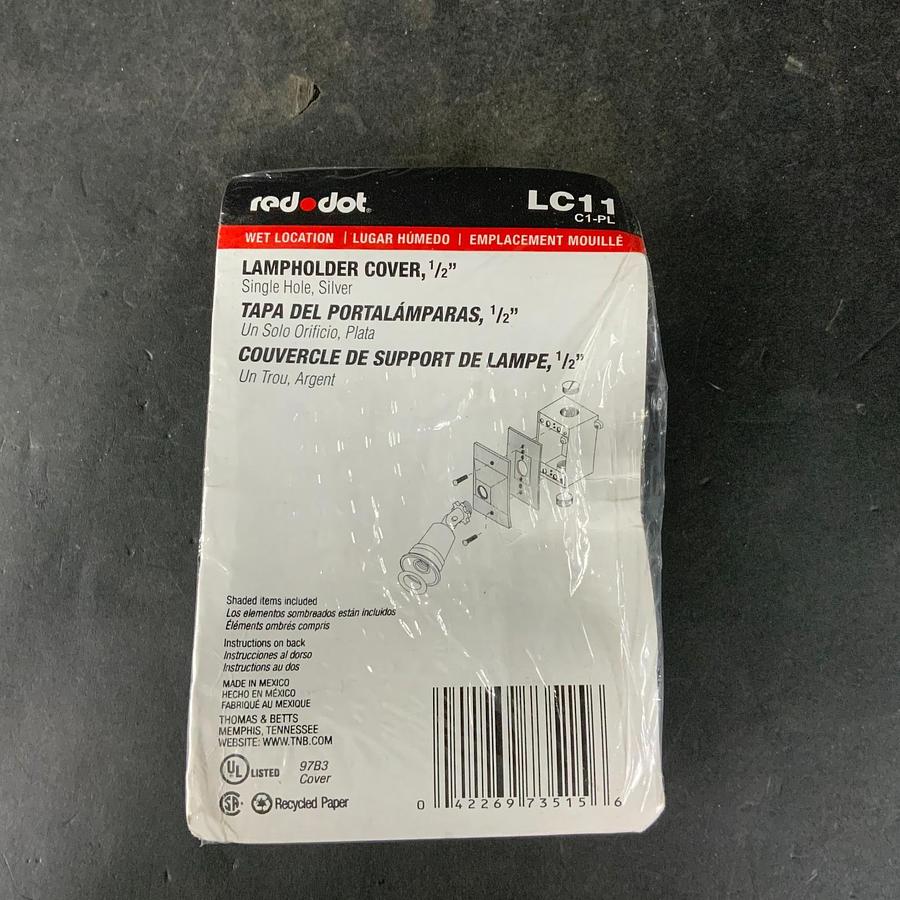 red•dot®
LC11
C1-PL
WET LOCATION | LUGAR HÚMEDO | EMPLACEMENT MOUILLÉ
LAMPHOLDER COVER, 1/2"
Single Hole, Silver
TAPA DEL PORTALÁMPARAS, 1/2"
Un Solo Orificio, Plata
COUVERCLE DE SUPPORT DE LAMPE, 1/2"
Un Trou, Argent
Shaded items included
Los elementos sombreados están incluidos
Éléments ombrés compris
Instructions on back
Instrucciones al dorso
Instructions au dos
MADE IN MEXICO
HECHO EN MÉXICO
FABRIQUÉ AU MEXIQUE
THOMAS & BETTS
MEMPHIS, TENNESSEE
WEBSITE: WWW.TNB.COM
UL LISTED
97B3
Cover
SA
Recycled Paper
0 42269 73515 6